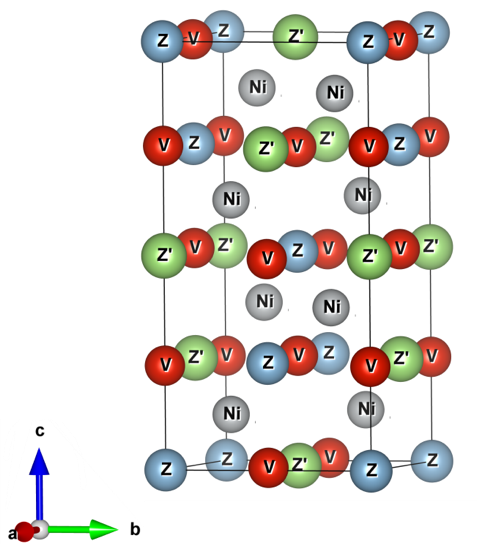 Z V Z Z' Z V Z
Ni Ni
V Z V Z' V Z' V Z V
Ni Ni
Z' V Z' V Z V Z' V Z'
Ni Ni
V Z' V Z V Z V Z' V
Ni Ni
Z Z V Z' V Z Z
c
a b